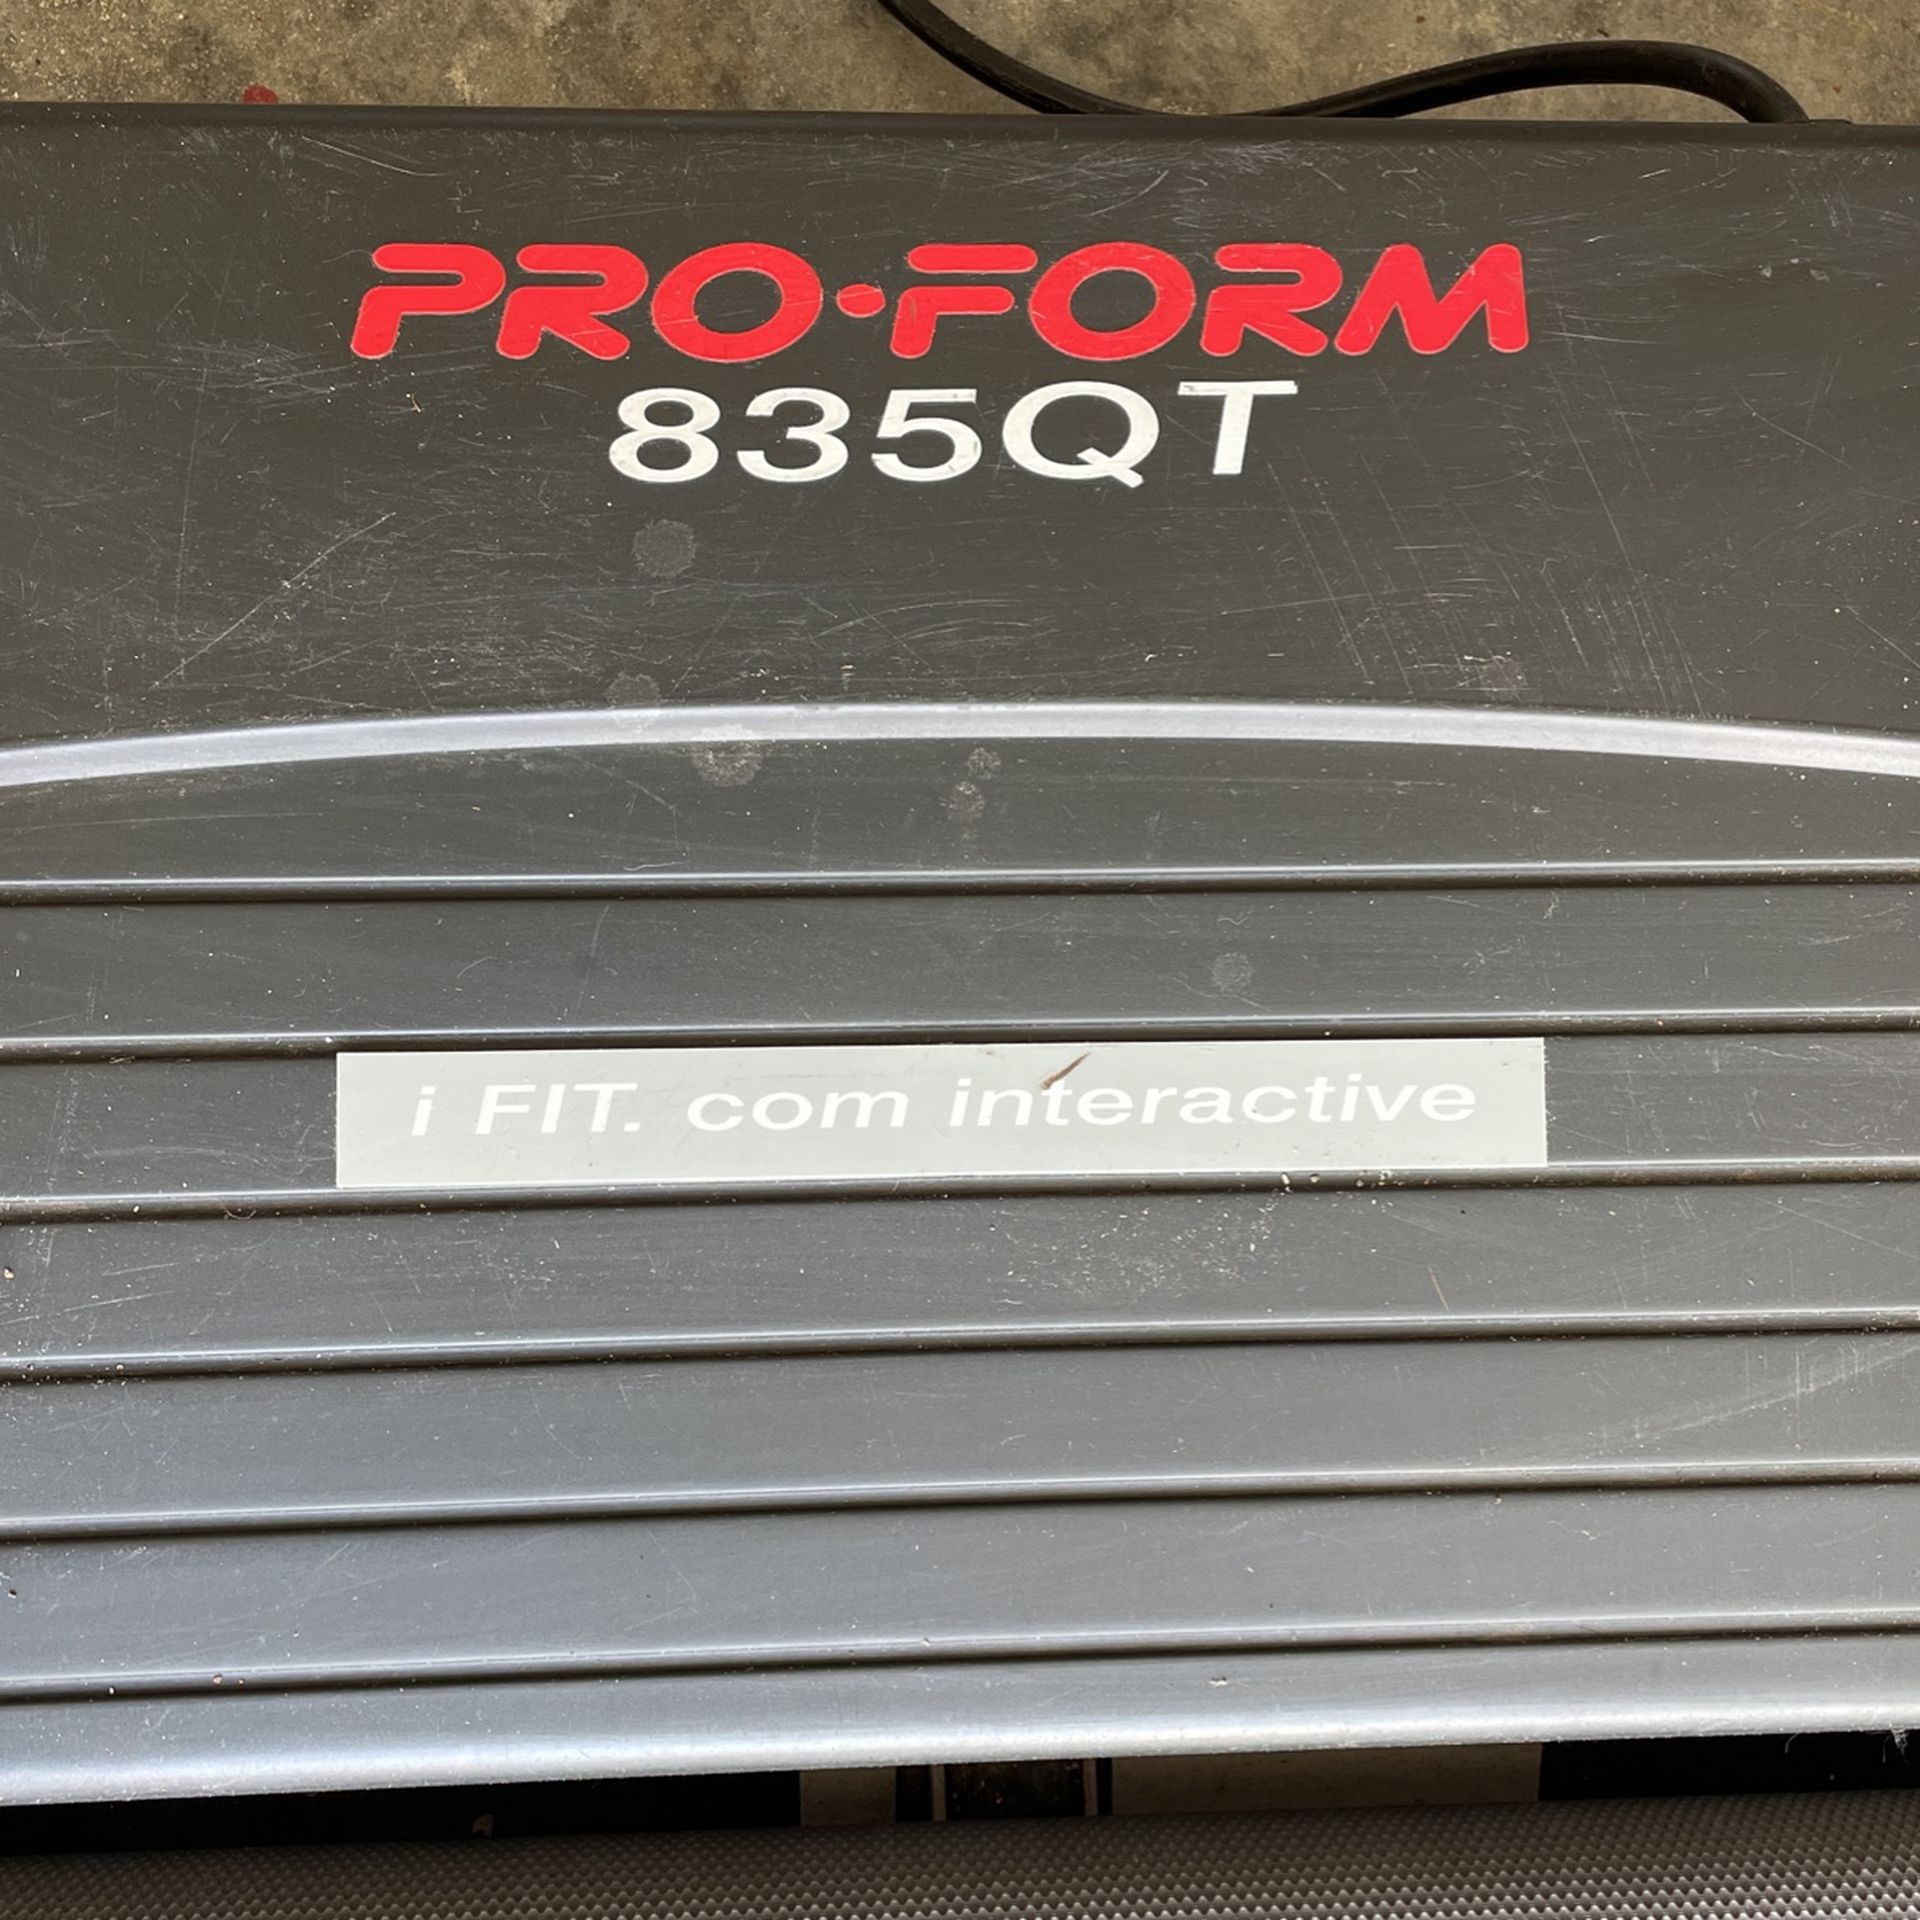 PRO•FORM
835QT
i FIT. com interactive